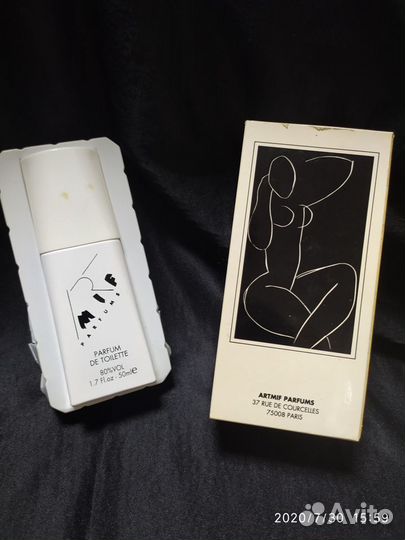 MIF
PARFUMS
PARFUM
DE TOILETTE
80%VOL
1.7 Fl.oz - 50mle
ARTMIF PARFUMS
37 RUE DE COURCELLES
75008 PARIS
2020/7/30 15:59
Avito